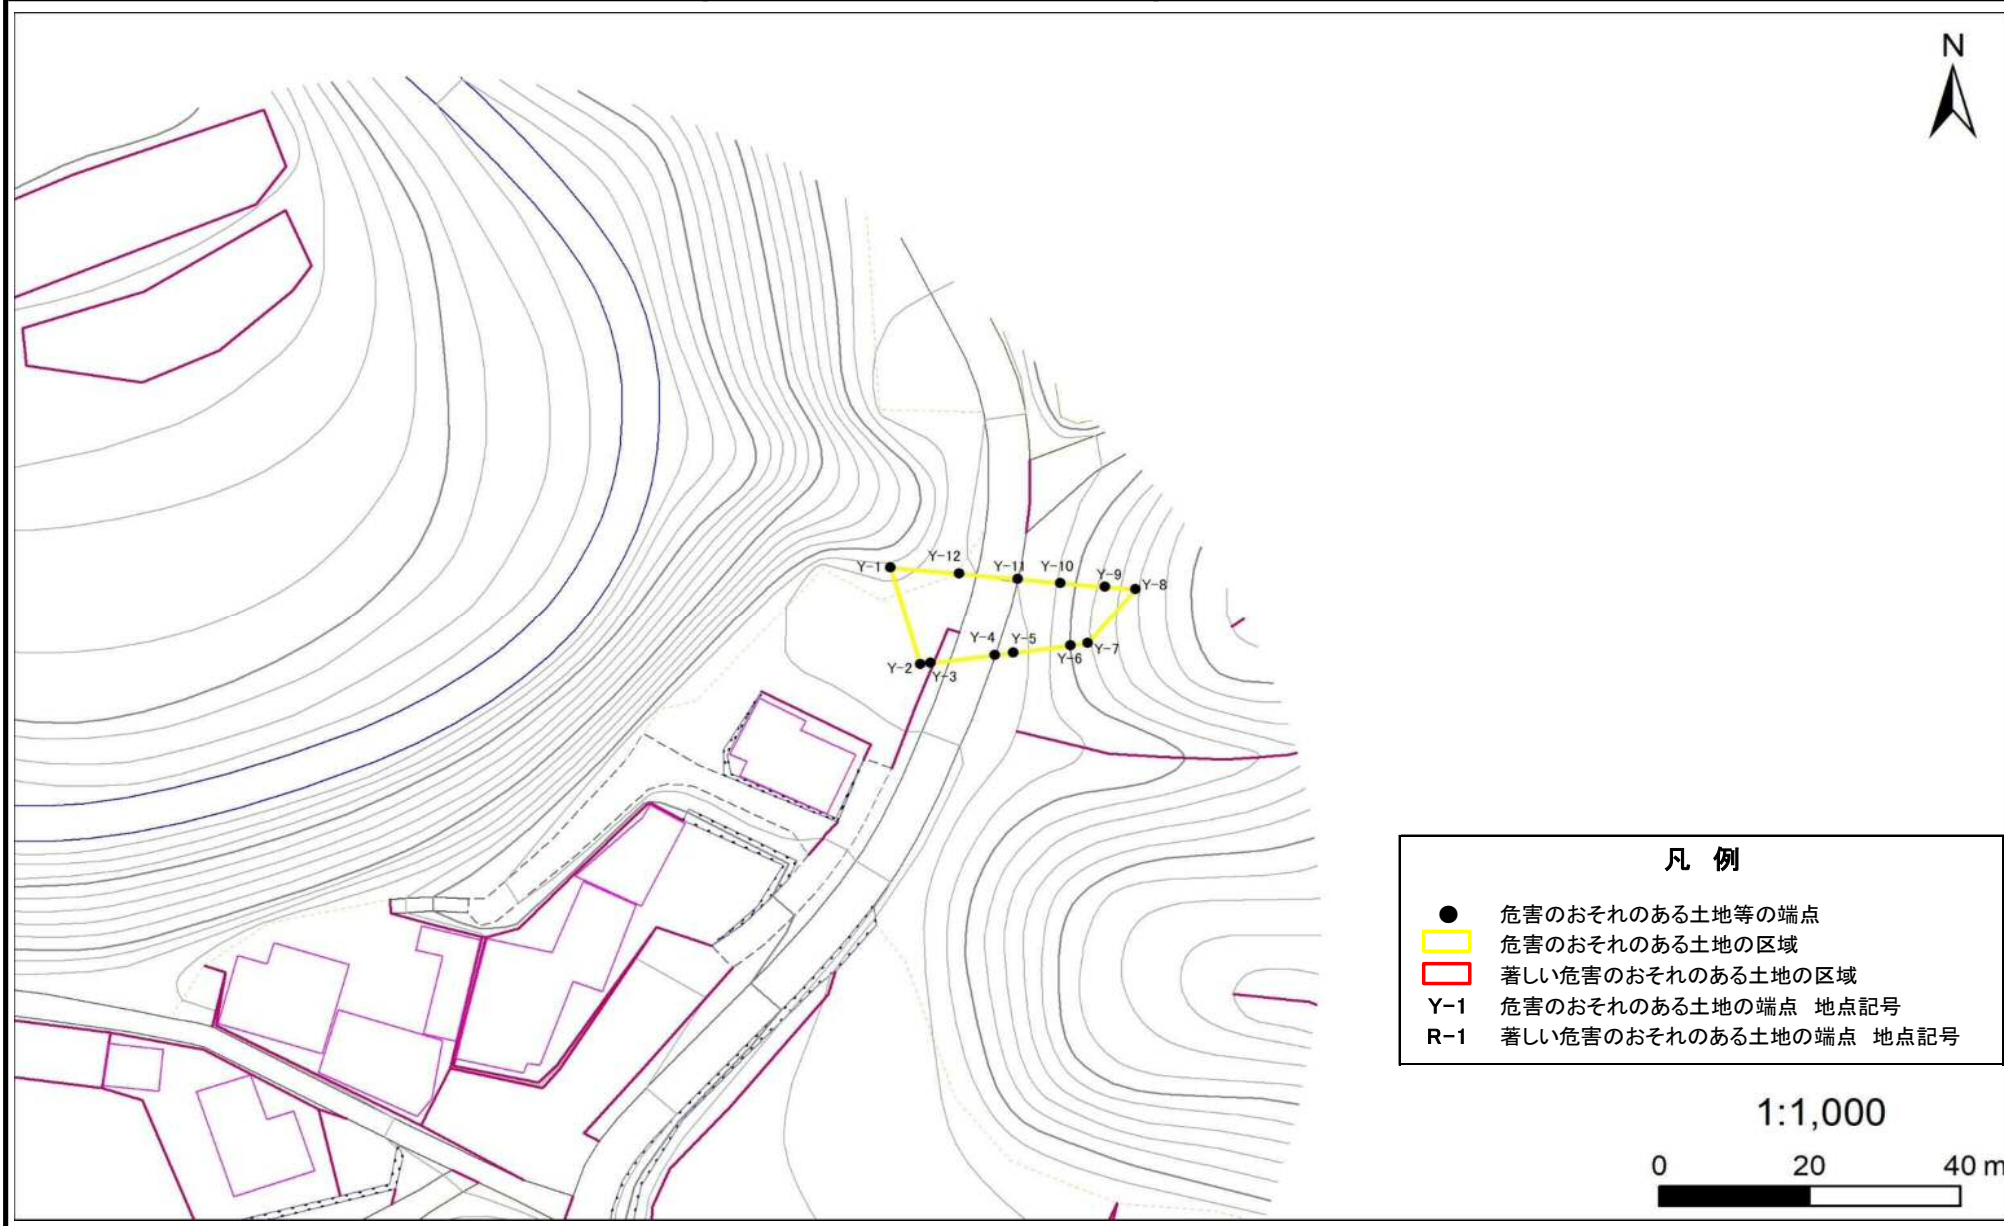 N
Y-12
Y-1
Y-11
Y-10
Y-9
Y-8
Y-4
Y-5
Y-7
Y-6
Y-2
Y-3
凡 例
危害のおそれのある土地等の端点
危害のおそれのある土地の区域
著しい危害のおそれのある土地の区域
Y-1 危害のおそれのある土地の端点 地点記号
R-1 著しい危害のおそれのある土地の端点 地点記号
1:1,000
0 20 40 m